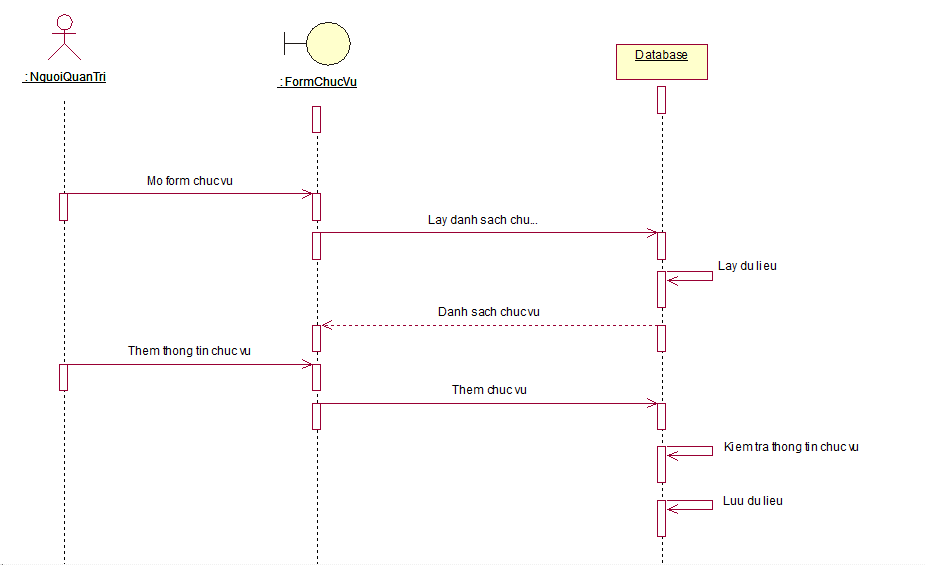 : NguoiQuanTri
: FormChucVu
Database
Mo form chuc vu
Lay danh sach chu...
Lay du lieu
Danh sach chuc vu
Them thong tin chuc vu
Them chuc vu
Kiem tra thong tin chuc vu
Luu du lieu